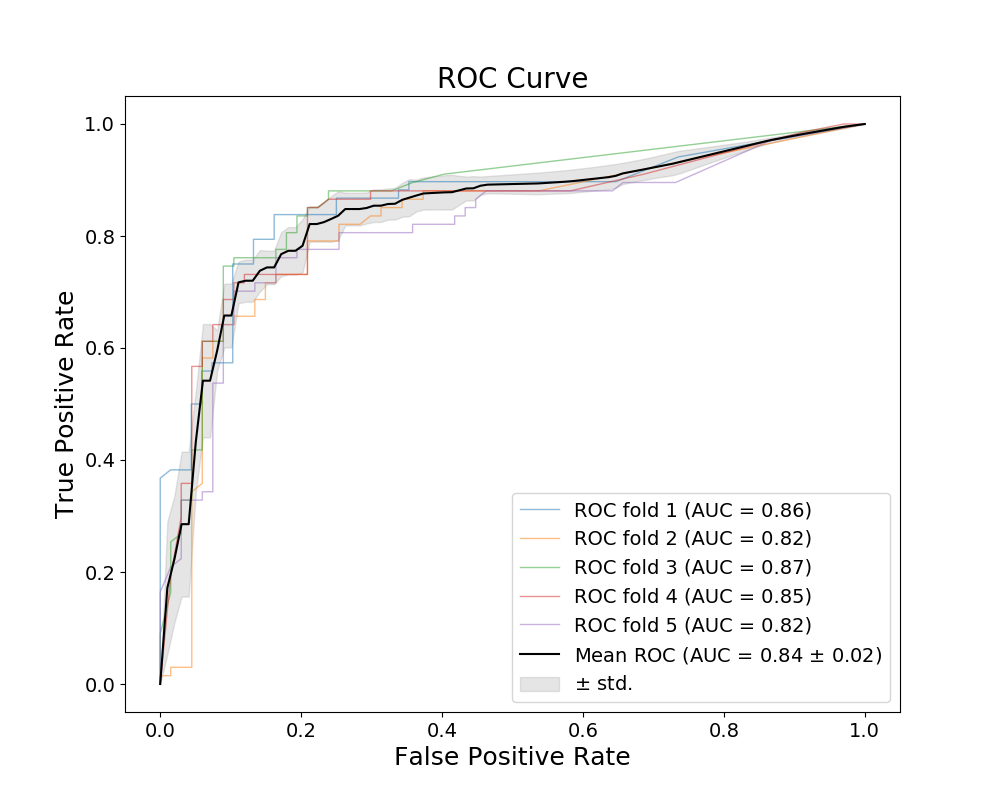 ROC Curve
True Positive Rate
1.0
0.8
0.6
0.4
0.2
0.0
ROC fold 1 (AUC = 0.86)
ROC fold 2 (AUC = 0.82)
ROC fold 3 (AUC = 0.87)
ROC fold 4 (AUC = 0.85)
ROC fold 5 (AUC = 0.82)
Mean ROC (AUC = 0.84 ± 0.02)
± std.
0.0 0.2 0.4 0.6 0.8 1.0
False Positive Rate